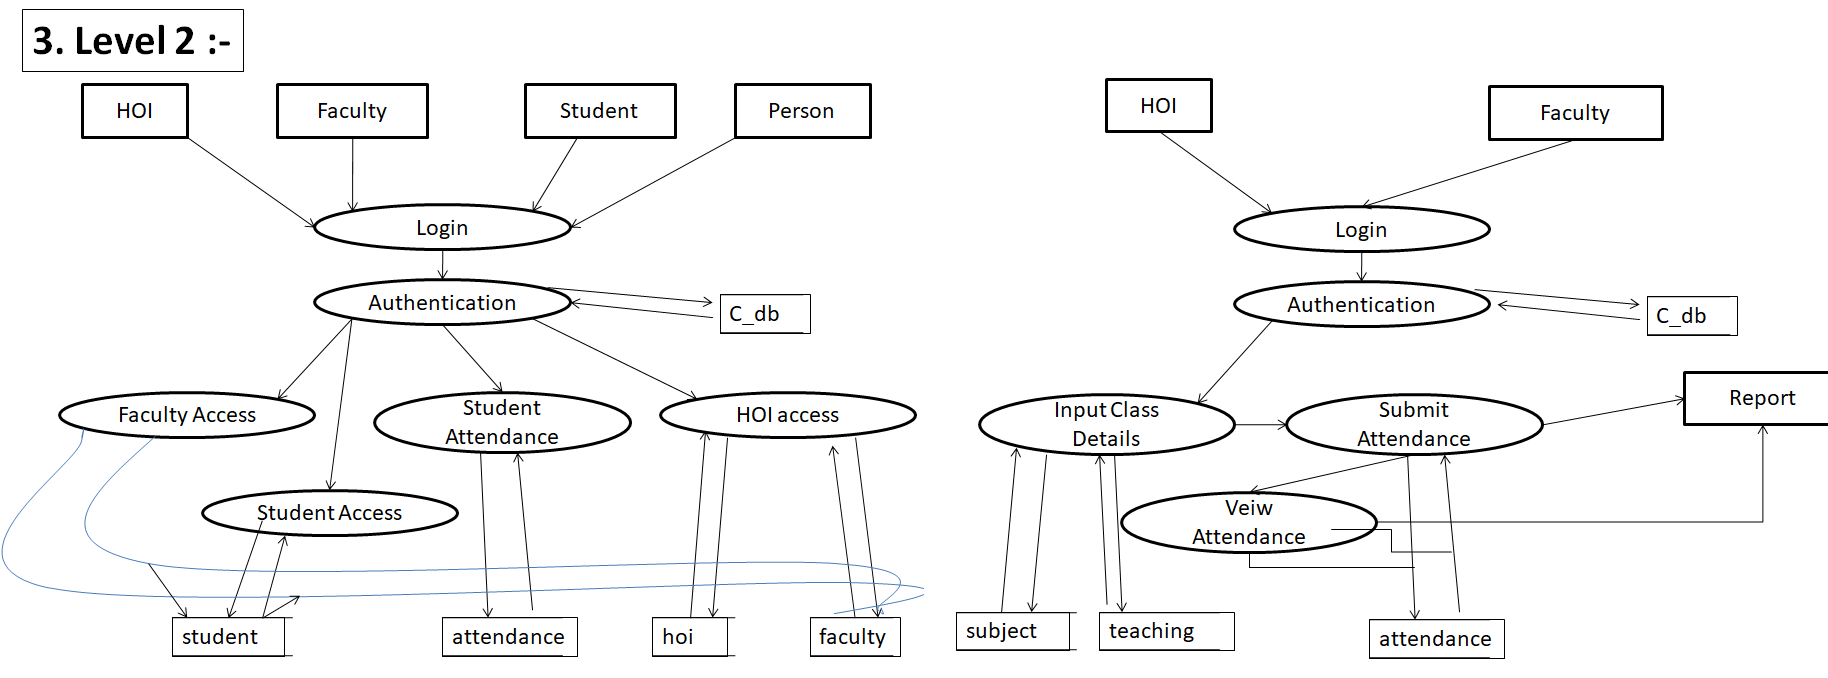 3. Level 2 :-
HOI
Faculty
Student
Person
Login
Authentication
C_db
Faculty Access
Student
Attendance
HOI access
Student Access
student
attendance
hoi
faculty
HOI
Faculty
Login
Authentication
C_db
Input Class
Details
Submit
Attendance
Report
Veiw
Attendance
subject
teaching
attendance